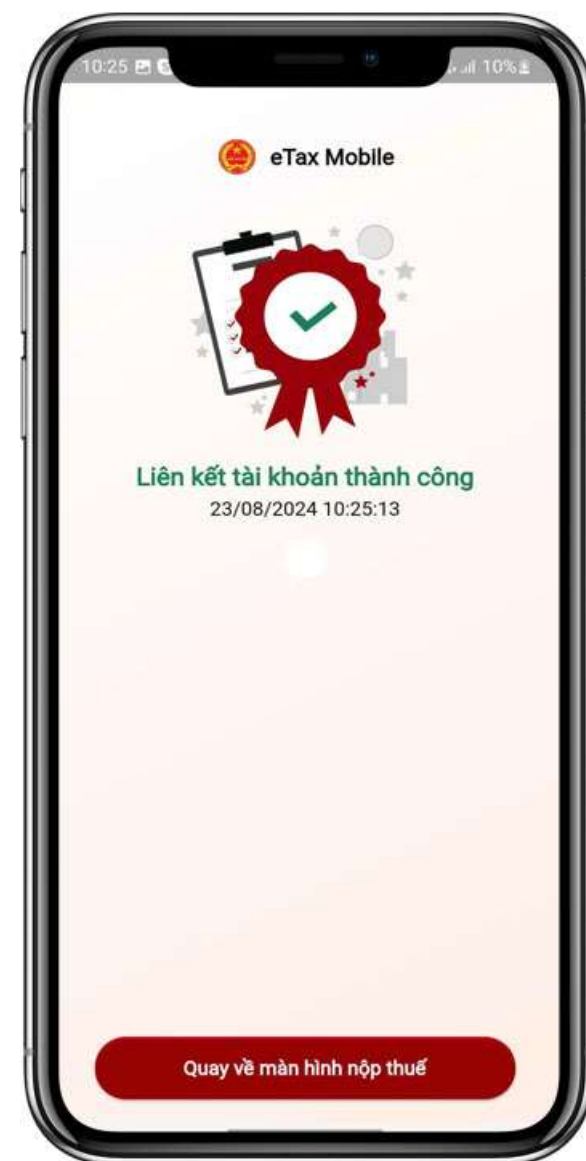 10:25
10%
eTax Mobile
Liên kết tài khoản thành công
23/08/2024 10:25:13
Quay về màn hình nộp thuế